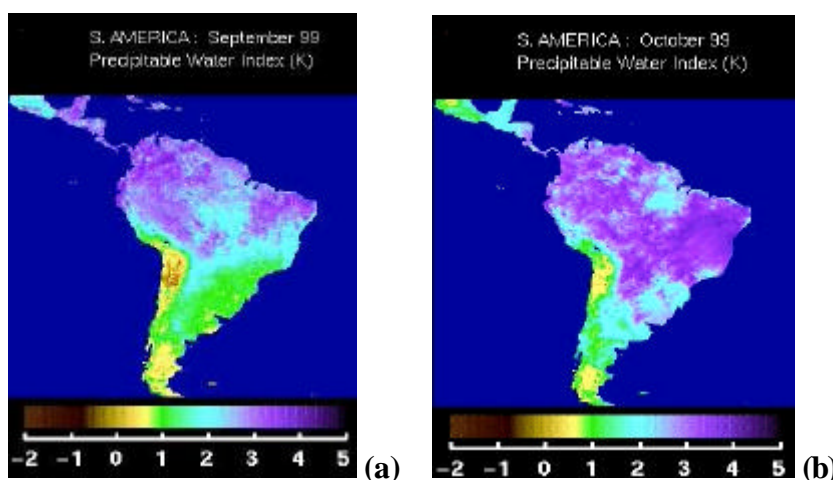 S. AMERICA : September 99
Precipitable Water Index (K)
-2 -1 0 1 2 3 4 5
(a)
S. AMERICA : October 99
Precipitable Water Index (K)
-2 -1 0 1 2 3 4 5
(b)